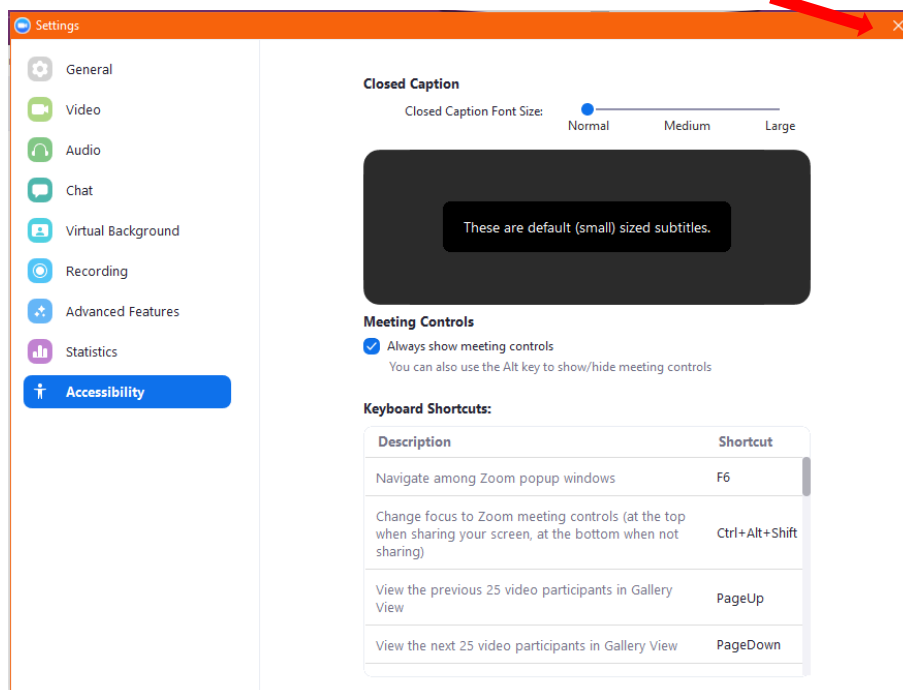 Settings
General
Video
Audio
Chat
Virtual Background
Recording
Advanced Features
Statistics
Accessibility
Closed Caption
Closed Caption Font Size:
Normal Medium Large
These are default (small) sized subtitles.
Meeting Controls
Always show meeting controls
You can also use the Alt key to show/hide meeting controls
Keyboard Shortcuts:
Description Shortcut
Navigate among Zoom popup windows F6
Change focus to Zoom meeting controls (at the top
when sharing your screen, at the bottom when not Ctrl+Alt+Shift
sharing)
View the previous 25 video participants in Gallery
View PageUp
View the next 25 video participants in Gallery View PageDown